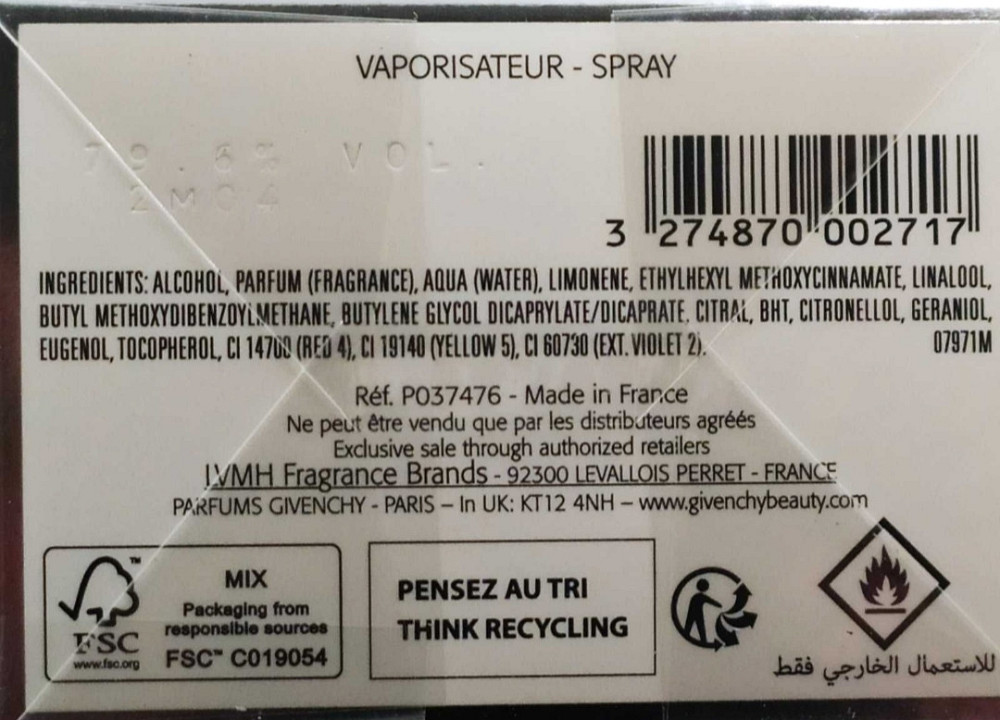 VAPORISATEUR - SPRAY
79.6% VOL.
2M04
3 274870 002717
INGREDIENTS: ALCOHOL, PARFUM (FRAGRANCE), AQUA (WATER), LIMONENE, ETHYLHEXYL METHOXYCINNAMATE, LINALOOL,
BUTYL METHOXYDIBENZOYLMETHANE, BUTYLENE GLYCOL DICAPRYLATE/DICAPRATE, CITRAL, BHT, CITRONELLOL, GERANIOL,
EUGENOL, TOCOPHEROL, CI 14700 (RED 4), CI 19140 (YELLOW 5), CI 60730 (EXT. VIOLET 2). 07971M
Réf. P037476 - Made in France
Ne peut être vendu que par les distributeurs agréés
Exclusive sale through authorized retailers
LVMH Fragrance Brands - 92300 LEVALLOIS PERRET - FRANCE
PARFUMS GIVENCHY - PARIS – In UK: KT12 4NH – www.givenchybeauty.com
FSC
www.fsc.org
MIX
Packaging from
responsible sources
FSC™ C019054
PENSEZ AU TRI
THINK RECYCLING
للاستعمال الخارجي فقط